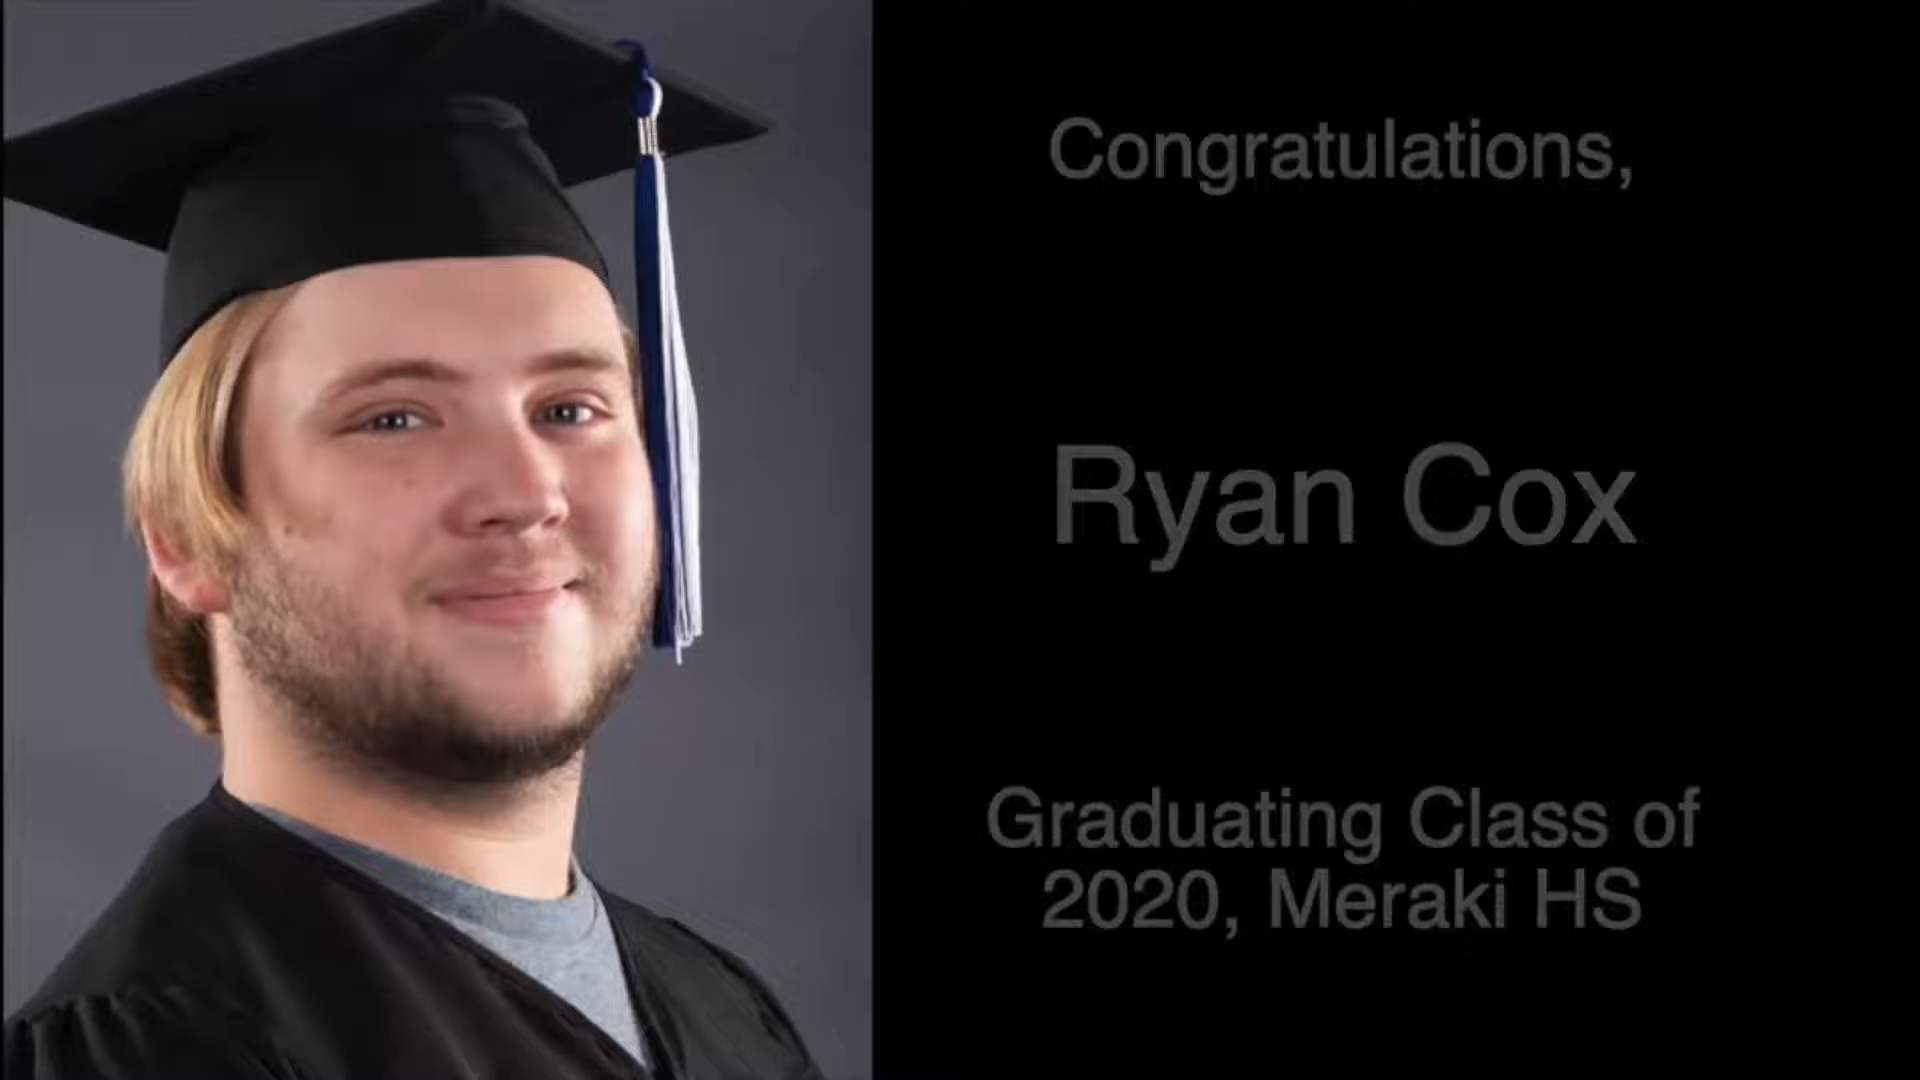 Congratulations,
Ryan Cox
Graduating Class of
2020, Meraki HS